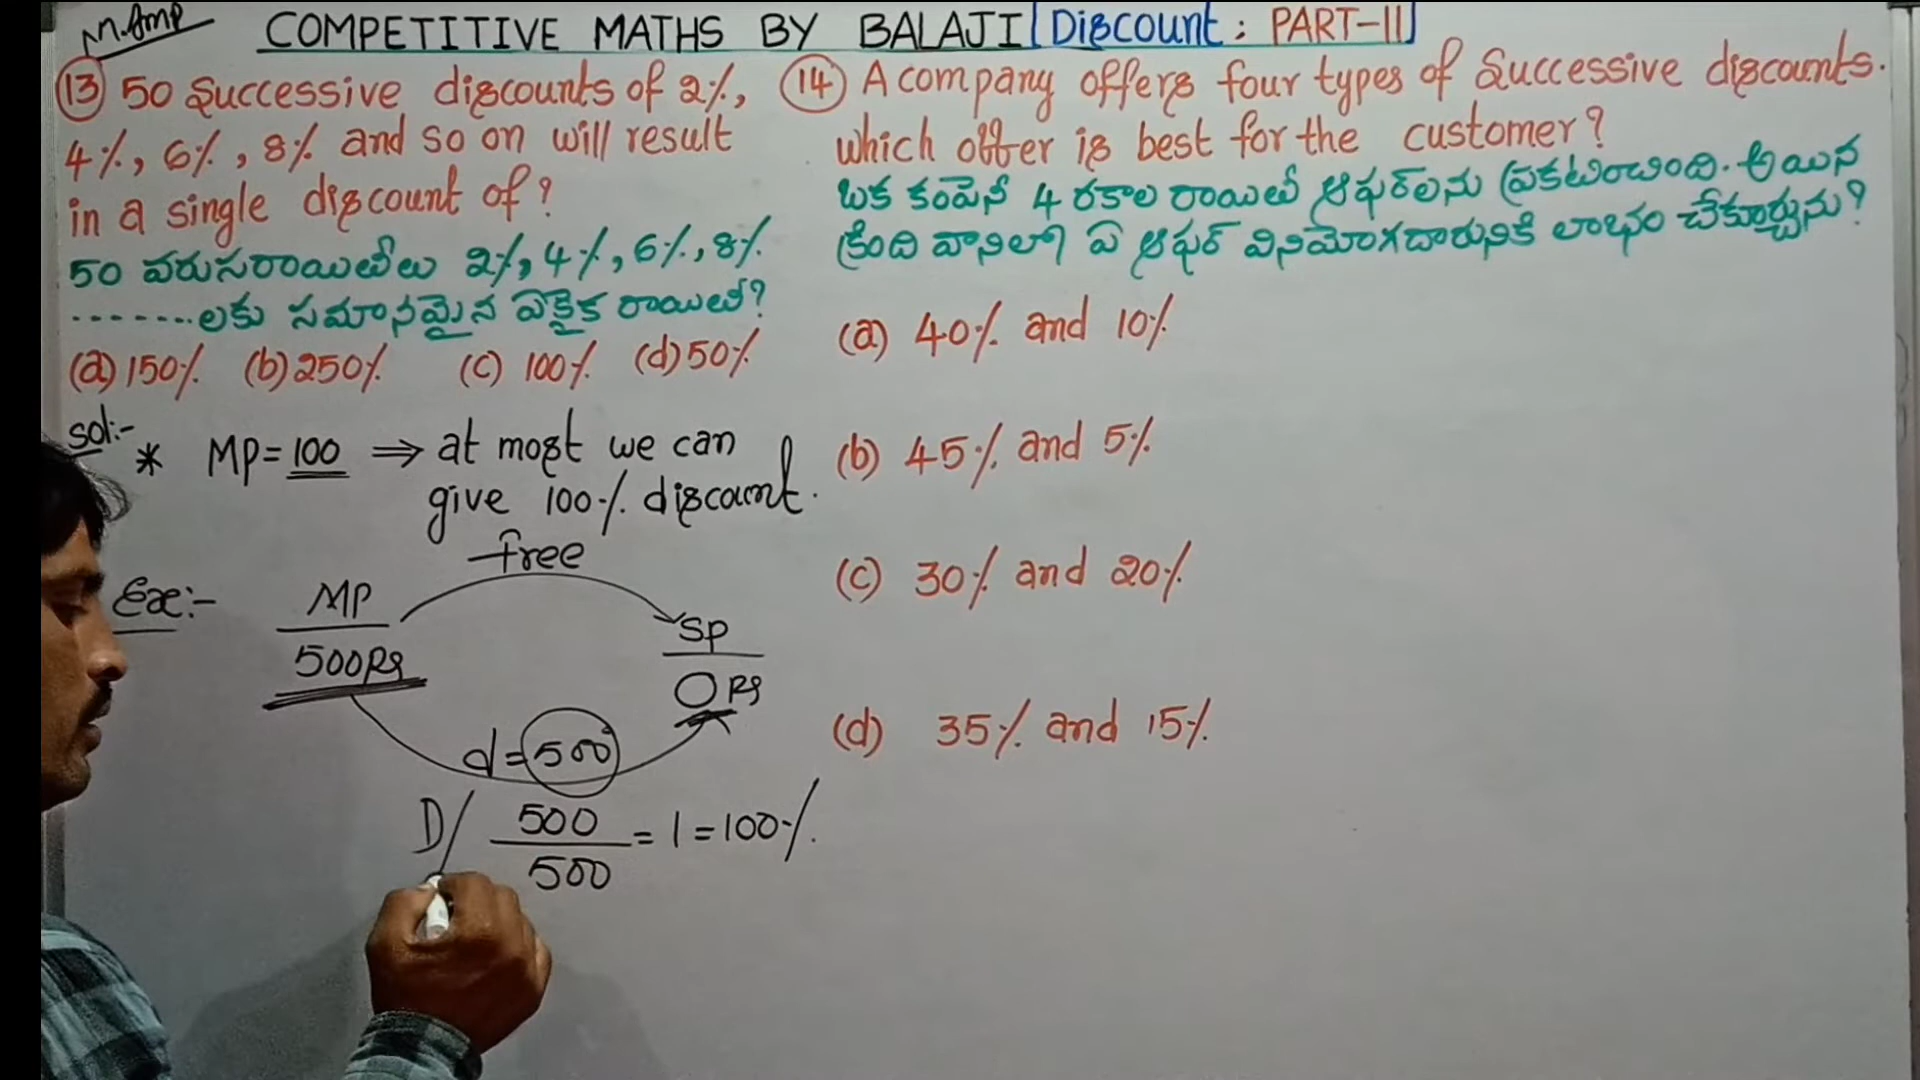 M.Imp
COMPETITIVE MATHS BY BALAJI [Discount : PART-II]
(13) 50 Successive discounts of 2%,
4%, 6%, 8% and so on will result
in a single discount of?
50 వరుసరాయితీలు 2%, 4%, 6%, 8%
.......లకు సమానమైన ఏకైక రాయితీ?
(a) 150% (b) 250% (c) 100% (d) 50%
sol:-
* MP = 100 ⇒ at most we can
give 100% discount.
free
Ex:- MP
500Rs
SP
0 Rs
d = 500
D% 500/500 = 1 = 100%.
(14) A company offers four types of Successive discounts.
which offer is best for the customer?
ఒక కంపెనీ 4 రకాల రాయితీ ఆఫర్‌లను ప్రకటించింది. అయిన
క్రింది వానిలో ఏ ఆఫర్ వినియోగదారునికి లాభం చేకూర్చును?
(a) 40% and 10%
(b) 45% and 5%
(c) 30% and 20%
(d) 35% and 15%